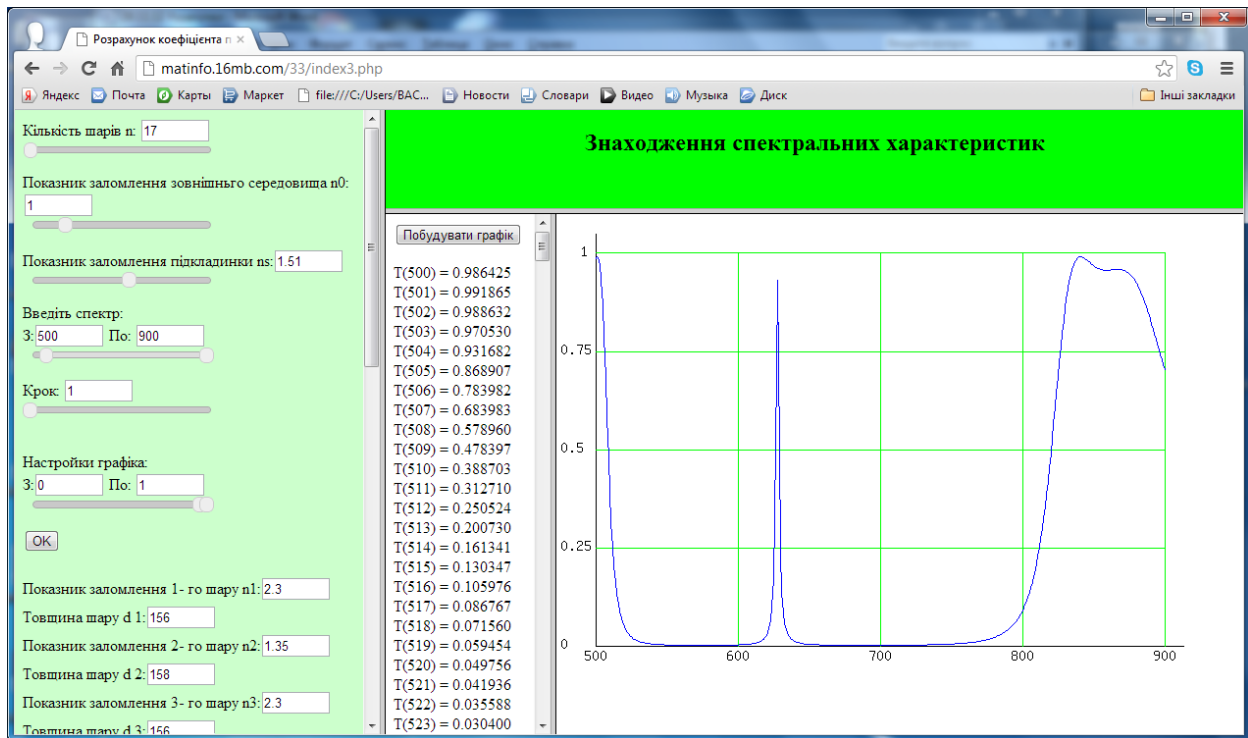 Розрахунок коефіцієнта п
matinfo.16mb.com/33/index3.php
Яндекс Почта Карты Маркет file:///C:/Users/BAC... Новости Словари Видео Музыка Диск Інші закладки
Кількість шарів n: 17
Показник заломлення зовнішнього середовища n0:
1
Показник заломлення підкладинки ns: 1.51
Введіть спектр:
З: 500 По: 900
Крок: 1
Настройки графіка:
З: 0 По: 1
OK
Показник заломлення 1- го шару n1: 2.3
Товщина шару d 1: 156
Показник заломлення 2- го шару n2: 1.35
Товщина шару d 2: 158
Показник заломлення 3- го шару n3: 2.3
Товщина шару d 3: 156
Знаходження спектральних характеристик
Побудувати графік
T(500) = 0.986425
T(501) = 0.991865
T(502) = 0.988632
T(503) = 0.970530
T(504) = 0.931682
T(505) = 0.868907
T(506) = 0.783982
T(507) = 0.683983
T(508) = 0.578960
T(509) = 0.478397
T(510) = 0.388703
T(511) = 0.312710
T(512) = 0.250524
T(513) = 0.200730
T(514) = 0.161341
T(515) = 0.130347
T(516) = 0.105976
T(517) = 0.086767
T(518) = 0.071560
T(519) = 0.059454
T(520) = 0.049756
T(521) = 0.041936
T(522) = 0.035588
T(523) = 0.030400
1
0.75
0.5
0.25
0
500 600 700 800 900